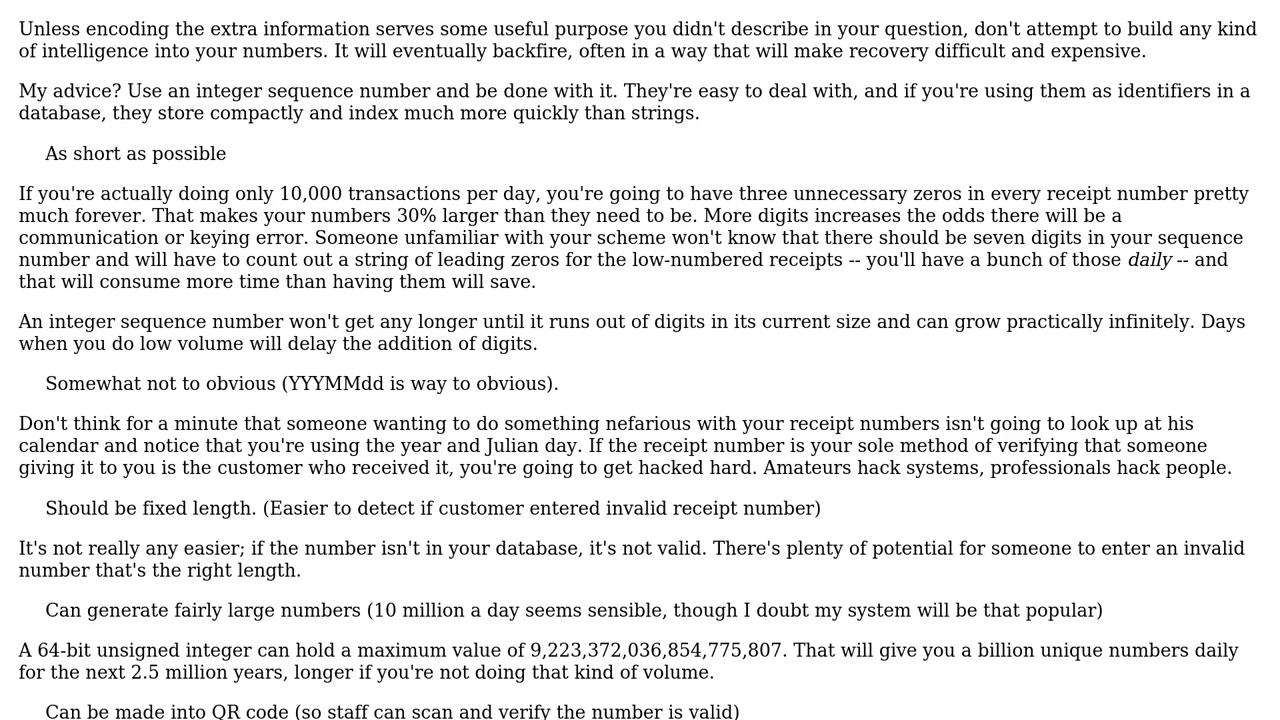 Unless encoding the extra information serves some useful purpose you didn't describe in your question, don't attempt to build any kind
of intelligence into your numbers. It will eventually backfire, often in a way that will make recovery difficult and expensive.
My advice? Use an integer sequence number and be done with it. They're easy to deal with, and if you're using them as identifiers in a
database, they store compactly and index much more quickly than strings.
As short as possible
If you're actually doing only 10,000 transactions per day, you're going to have three unnecessary zeros in every receipt number pretty
much forever. That makes your numbers 30% larger than they need to be. More digits increases the odds there will be a
communication or keying error. Someone unfamiliar with your scheme won't know that there should be seven digits in your sequence
number and will have to count out a string of leading zeros for the low-numbered receipts -- you'll have a bunch of those daily -- and
that will consume more time than having them will save.
An integer sequence number won't get any longer until it runs out of digits in its current size and can grow practically infinitely. Days
when you do low volume will delay the addition of digits.
Somewhat not to obvious (YYYMMdd is way to obvious).
Don't think for a minute that someone wanting to do something nefarious with your receipt numbers isn't going to look up at his
calendar and notice that you're using the year and Julian day. If the receipt number is your sole method of verifying that someone
giving it to you is the customer who received it, you're going to get hacked hard. Amateurs hack systems, professionals hack people.
Should be fixed length. (Easier to detect if customer entered invalid receipt number)
It's not really any easier; if the number isn't in your database, it's not valid. There's plenty of potential for someone to enter an invalid
number that's the right length.
Can generate fairly large numbers (10 million a day seems sensible, though I doubt my system will be that popular)
A 64-bit unsigned integer can hold a maximum value of 9,223,372,036,854,775,807. That will give you a billion unique numbers daily
for the next 2.5 million years, longer if you're not doing that kind of volume.
Can be made into QR code (so staff can scan and verify the number is valid)